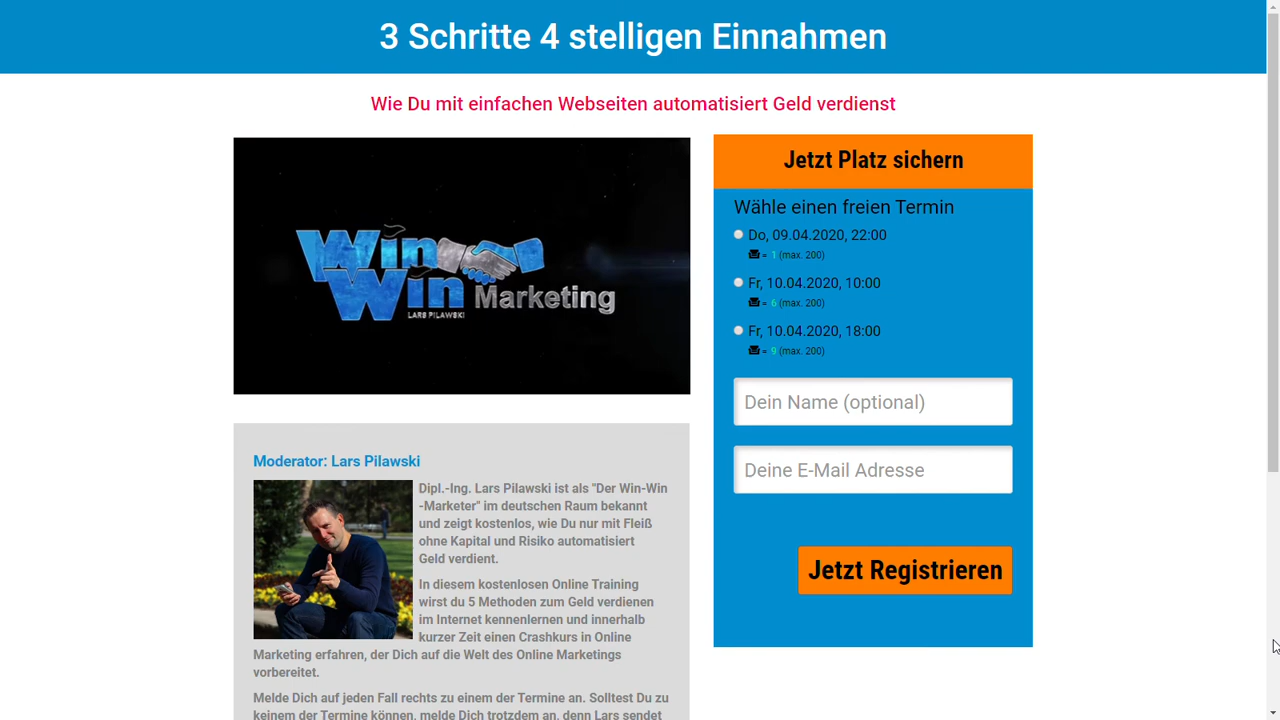 3 Schritte 4 stelligen Einnahmen
Wie Du mit einfachen Webseiten automatisiert Geld verdienst
Win
Win Marketing
LARS PILAWSKI
Jetzt Platz sichern
Wähle einen freien Termin
Do, 09.04.2020, 22:00
= 1 (max. 200)
Fr, 10.04.2020, 10:00
= 6 (max. 200)
Fr, 10.04.2020, 18:00
= 9 (max. 200)
Dein Name (optional)
Deine E-Mail Adresse
Jetzt Registrieren
Moderator: Lars Pilawski
Dipl.-Ing. Lars Pilawski ist als "Der Win-Win
-Marketer" im deutschen Raum bekannt
und zeigt kostenlos, wie Du nur mit Fleiß
ohne Kapital und Risiko automatisiert
Geld verdient.
In diesem kostenlosen Online Training
wirst du 5 Methoden zum Geld verdienen
im Internet kennenlernen und innerhalb
kurzer Zeit einen Crashkurs in Online
Marketing erfahren, der Dich auf die Welt des Online Marketings
vorbereitet.
Melde Dich auf jeden Fall rechts zu einem der Termine an. Solltest Du zu
keinem der Termine können, melde Dich trotzdem an, denn Lars sendet